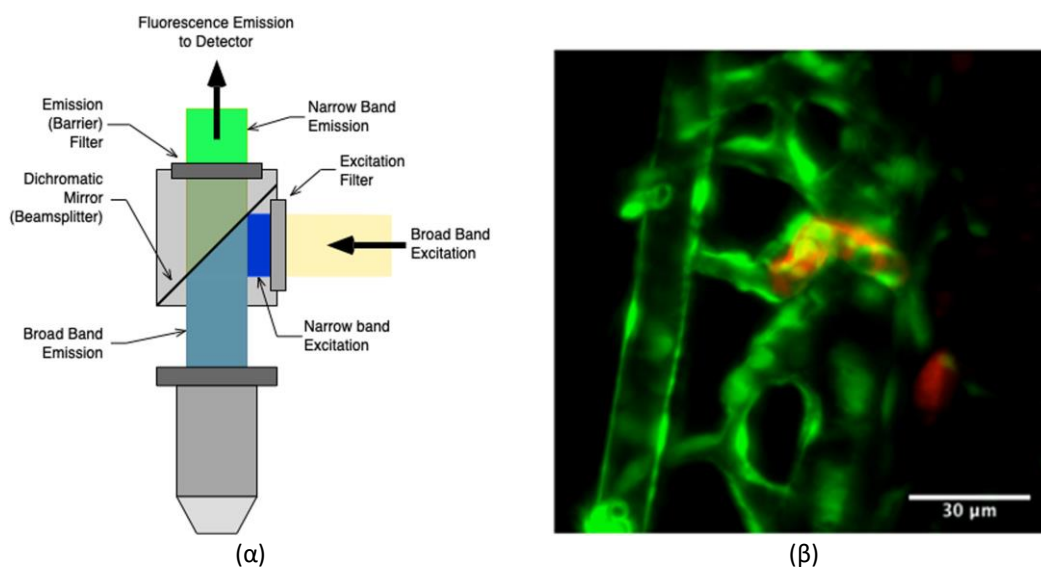 Fluorescence Emission
to Detector
Emission
(Barrier)
Filter
Narrow Band
Emission
Dichromatic
Mirror
(Beamsplitter)
Excitation
Filter
Broad Band
Excitation
Broad Band
Emission
Narrow band
Excitation
30 μm
(α)
(β)